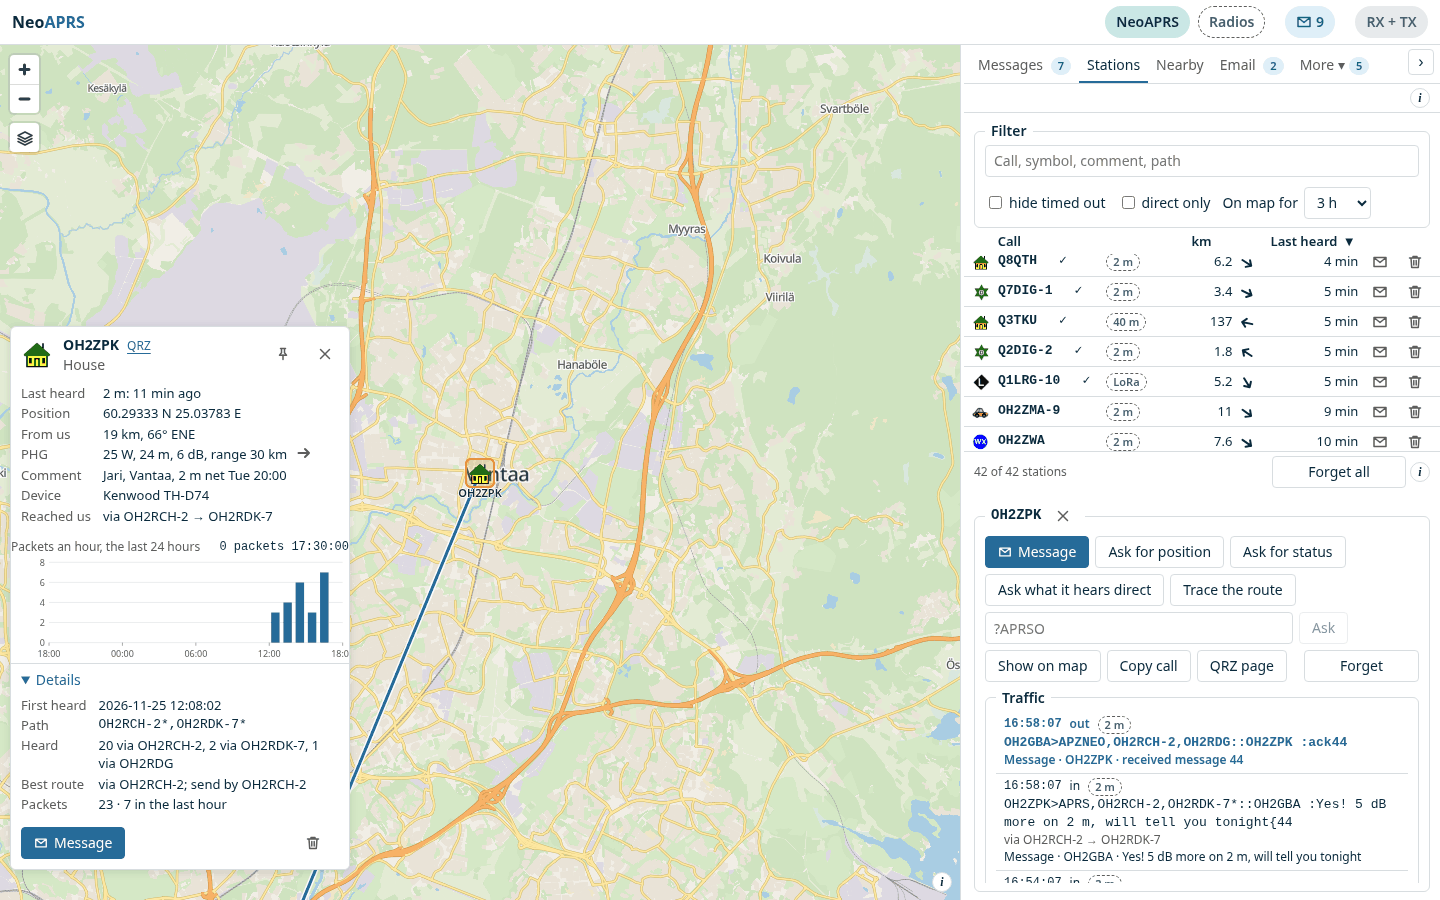 NeoAPRS
NeoAPRS
Radios
9
RX + TX
Messages 7
Stations
Nearby
Email 2
More ▾ 5
›
+
−
Kesäkylä
Svartböle
Myyras
Koivula
Viirilä
Hanaböle
OH2ZPK
Ös
i
OH2ZPK QRZ
House
Last heard 2 m: 11 min ago
Position 60.29333 N 25.03783 E
From us 19 km, 66° ENE
PHG 25 W, 24 m, 6 dB, range 30 km →
Comment Jari, Vantaa, 2 m net Tue 20:00
Device Kenwood TH-D74
Reached us via OH2RCH-2 → OH2RDK-7
Packets an hour, the last 24 hours 0 packets 17:30:00
8
6
4
2
0
18:00 00:00 06:00 12:00 18:0
▼ Details
First heard 2026-11-25 12:08:02
Path OH2RCH-2*,OH2RDK-7*
Heard 20 via OH2RCH-2, 2 via OH2RDK-7, 1
via OH2RDG
Best route via OH2RCH-2; send by OH2RCH-2
Packets 23 · 7 in the last hour
Message
i
Filter
Call, symbol, comment, path
hide timed out direct only On map for 3 h
Call km Last heard ▼
Q8QTH ✓ 2 m 6.2 4 min
Q7DIG-1 ✓ 2 m 3.4 5 min
Q3TKU ✓ 40 m 137 5 min
Q2DIG-2 ✓ 2 m 1.8 5 min
Q1LRG-10 ✓ LoRa 5.2 5 min
OH2ZMA-9 2 m 11 9 min
WX OH2ZWA 2 m 7.6 10 min
42 of 42 stations Forget all i
OH2ZPK
Message Ask for position Ask for status
Ask what it hears direct Trace the route
?APRSO Ask
Show on map Copy call QRZ page Forget
Traffic
16:58:07 out 2 m
OH2GBA>APZNEO,OH2RCH-2,OH2RDG::OH2ZPK :ack44
Message · OH2ZPK · received message 44
16:58:07 in 2 m
OH2ZPK>APRS,OH2RCH-2,OH2RDK-7*::OH2GBA :Yes! 5 dB
more on 2 m, will tell you tonight{44
via OH2RCH-2 → OH2RDK-7
Message · OH2GBA · Yes! 5 dB more on 2 m, will tell you tonight
16:54:07 in 2 m